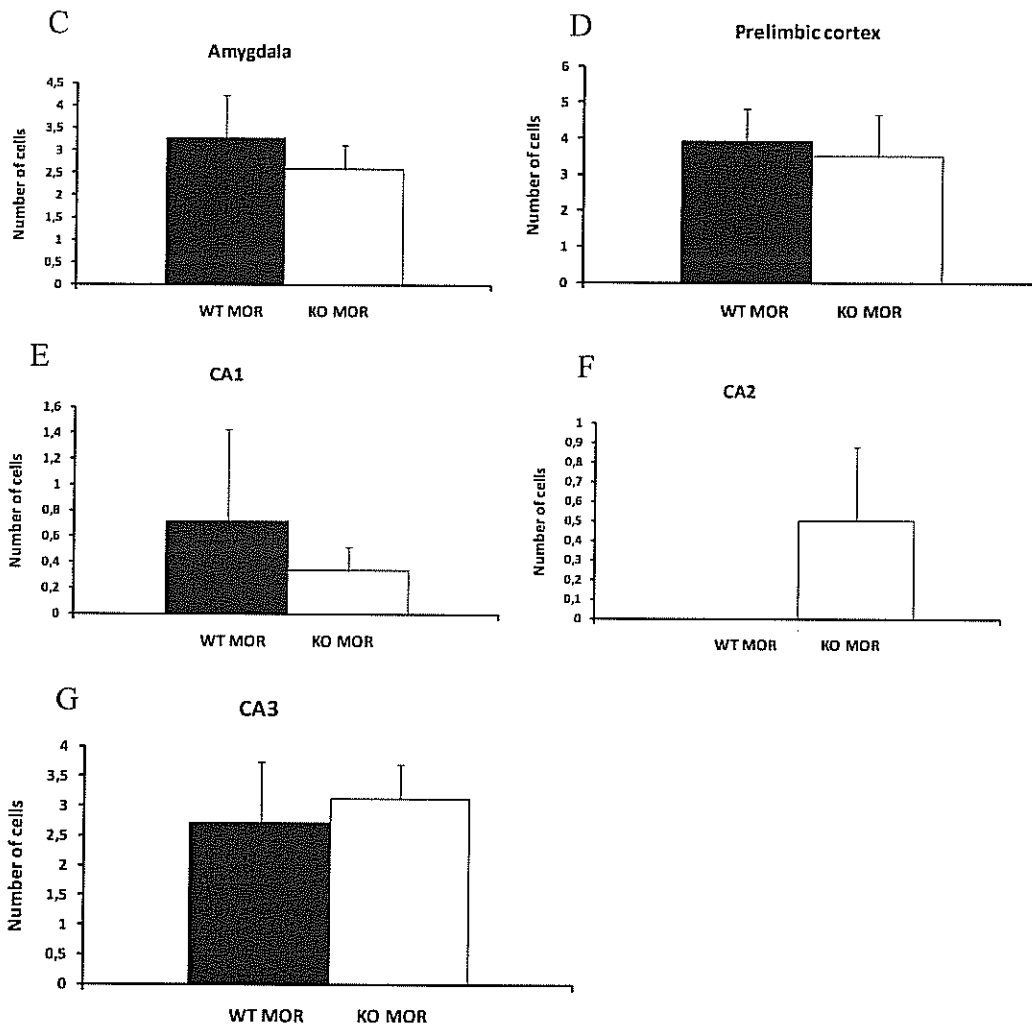 C
Amygdala
Number of cells
4,5
4
3,5
3
2,5
2
1,5
1
0,5
0
WT MOR KO MOR
D
Prelimbic cortex
Number of cells
6
5
4
3
2
1
0
WT MOR KO MOR
E
CA1
Number of cells
1,6
1,4
1,2
1
0,8
0,6
0,4
0,2
0
WT MOR KO MOR
F
CA2
Number of cells
1
0,9
0,8
0,7
0,6
0,5
0,4
0,3
0,2
0,1
0
WT MOR KO MOR
G
CA3
Number of cells
4
3,5
3
2,5
2
1,5
1
0,5
0
WT MOR KO MOR